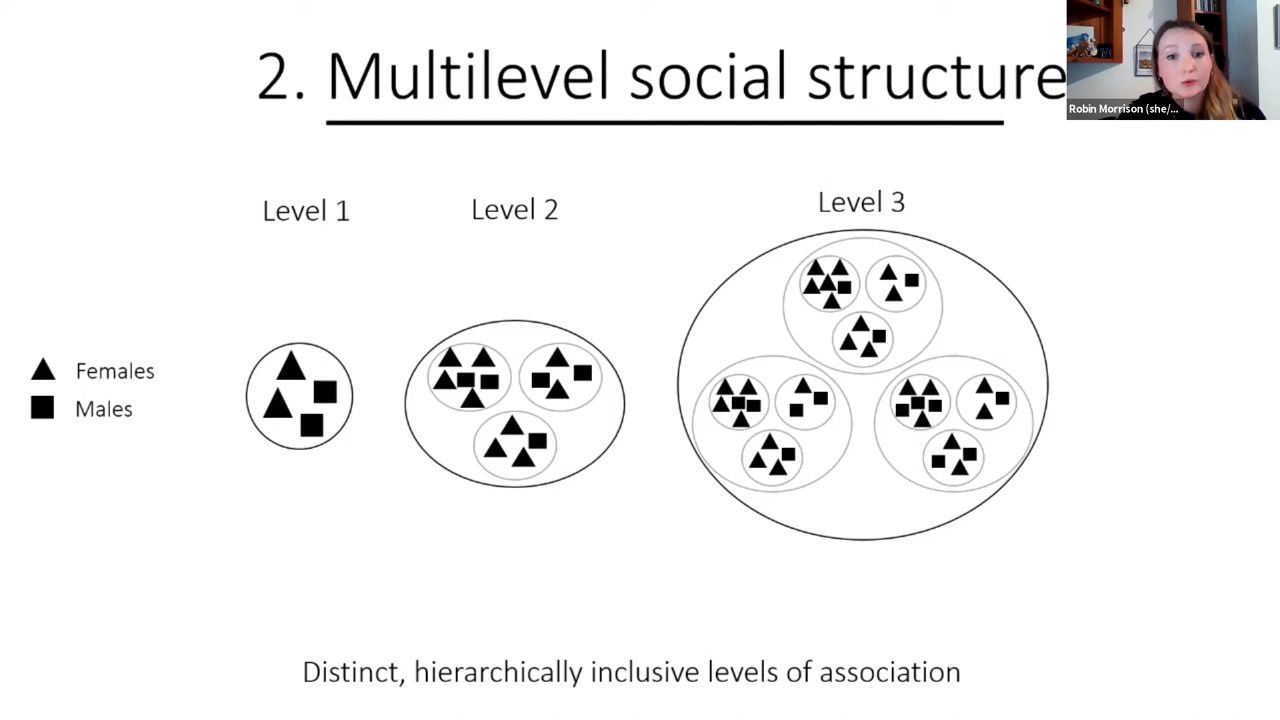 2. Multilevel social structure
Robin Morrison (she/...
Level 1
Level 2
Level 3
Females
Males
Distinct, hierarchically inclusive levels of association